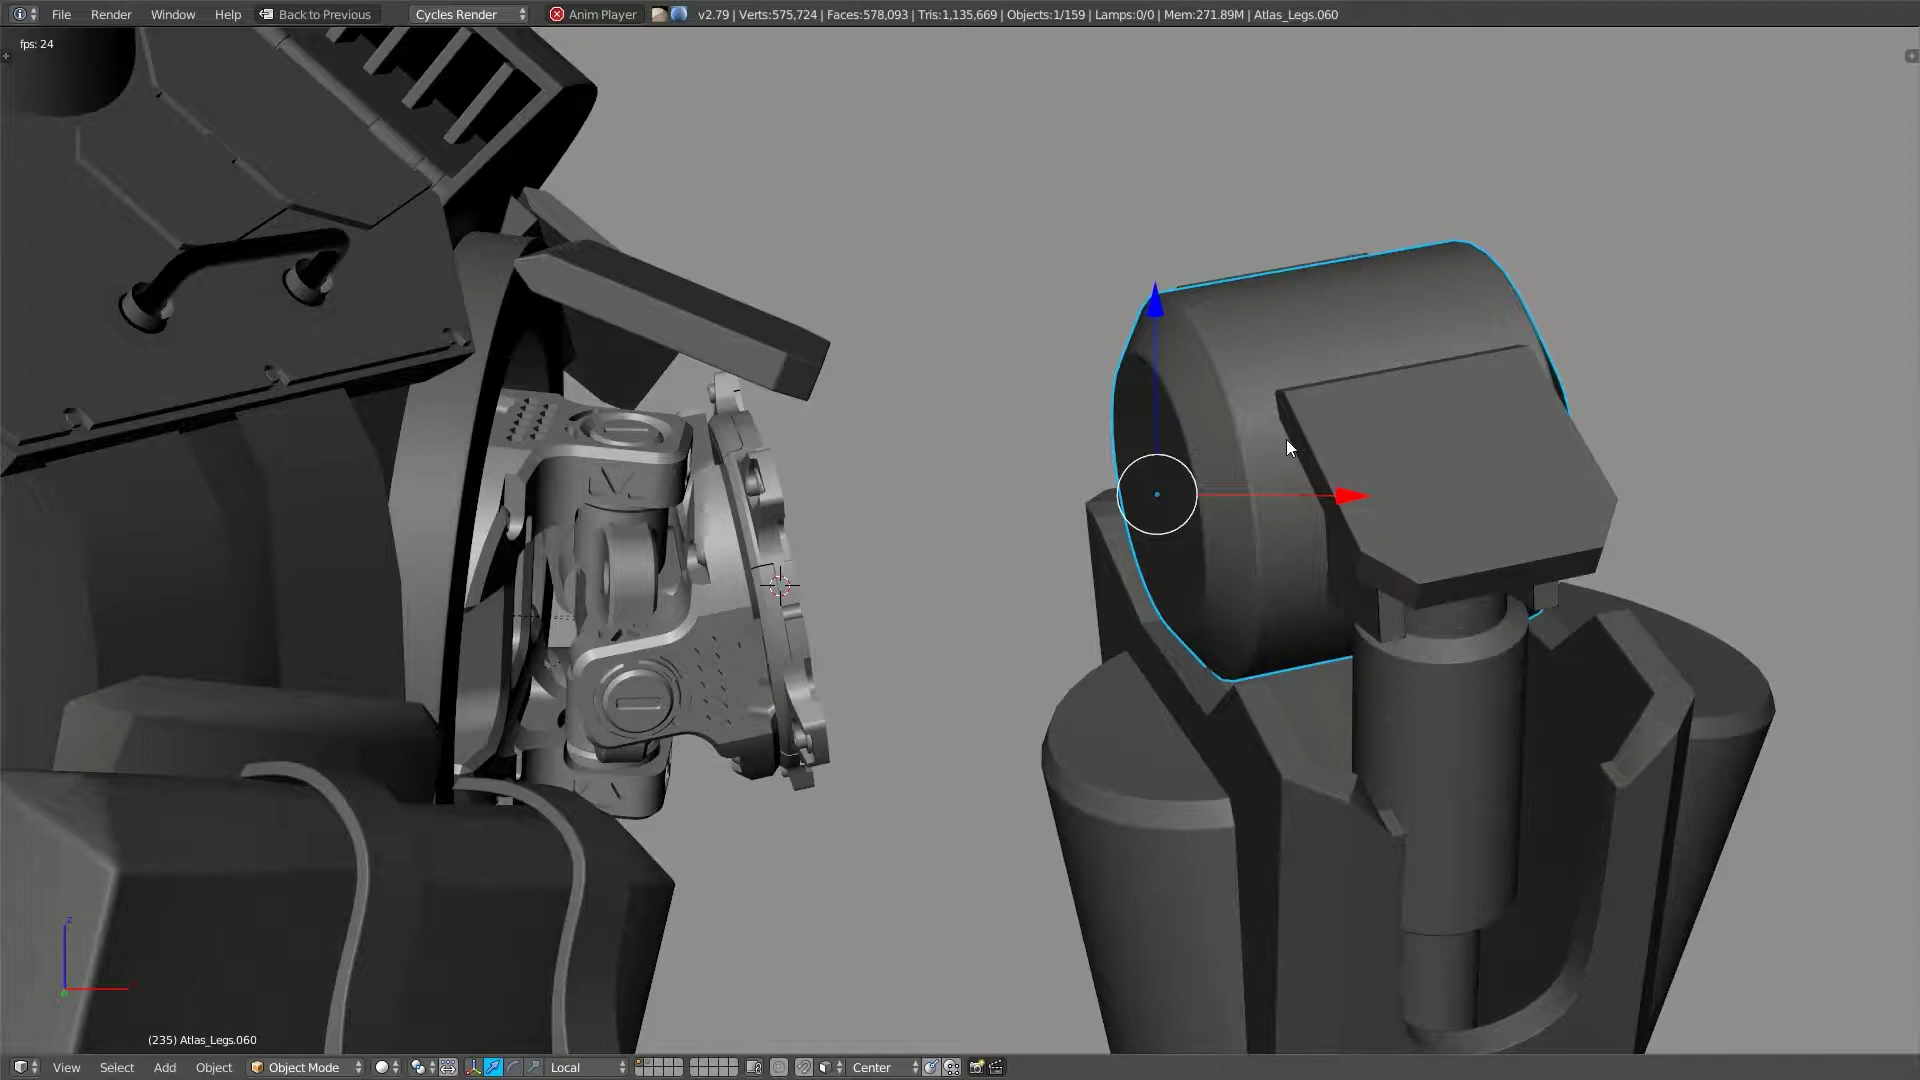 File Render Window Help Back to Previous Cycles Render Anim Player v2.79 | Verts:575,724 | Faces:578,093 | Tris:1,135,669 | Objects:1/159 | Lamps:0/0 | Mem:271.89M | Atlas_Legs.060
fps: 24
z
(235) Atlas_Legs.060
View Select Add Object Object Mode Local Center